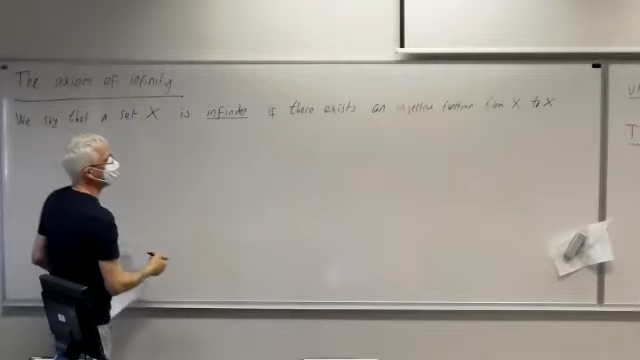 The axiom of infinity
We say that a set X is infinite if there exists an injective function from X to X